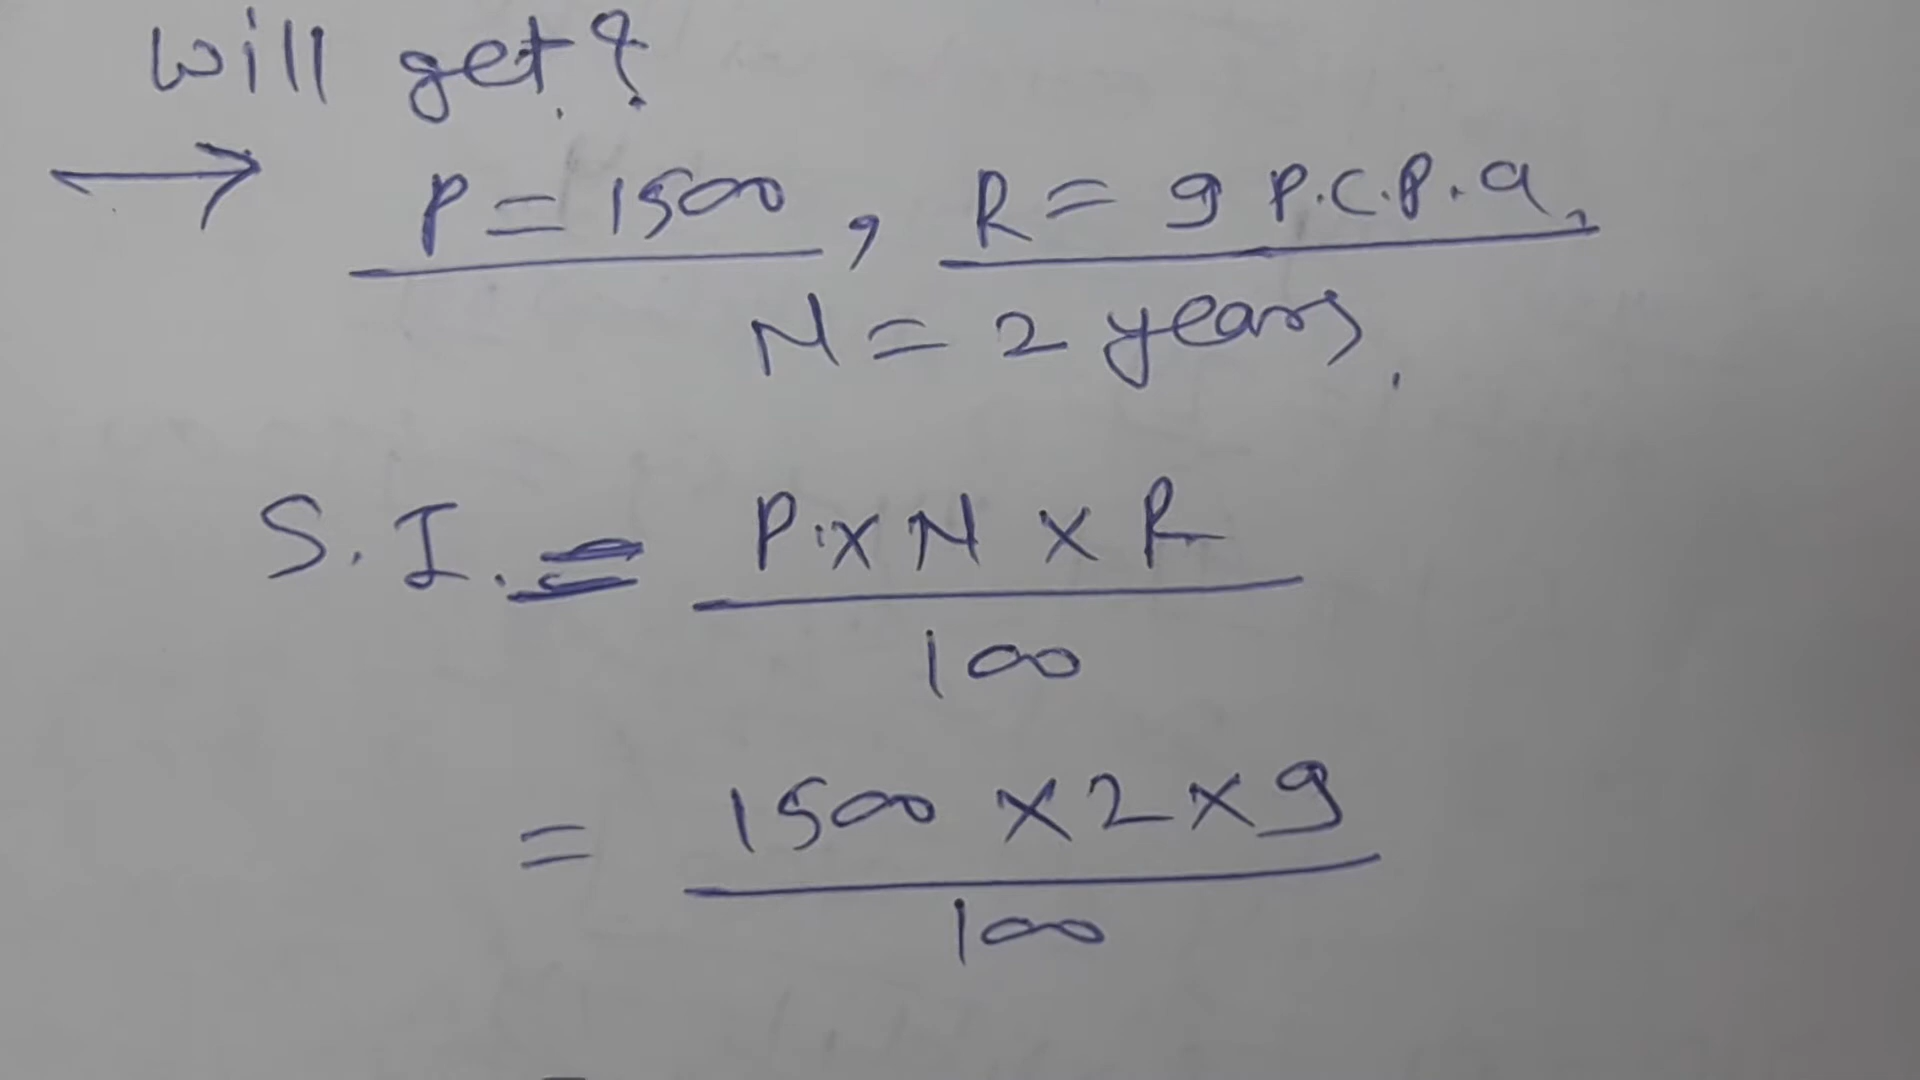 will get?
→ P = 1500, R = 9 P.C.P.a,
N = 2 years.
S. I. = P x N x R
100
= 1500 x 2 x 9
100